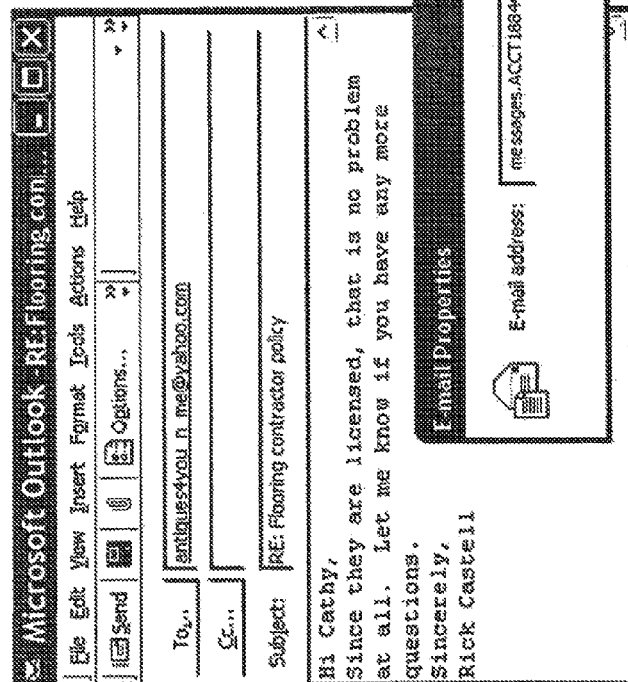 Microsoft Outlook -RE:Flooring con...
File Edit View Insert Format Tools Actions Help
Send Options...
To... antiques4you_n_me@yahoo.com
Cc...
Subject: RE: Flooring contractor policy
Hi Cathy,
Since they are licensed, that is no problem
at all. Let me know if you have any more
questions.
Sincerely,
Rick Castell
E-mail Properties
E-mail address: messages.ACCT1884